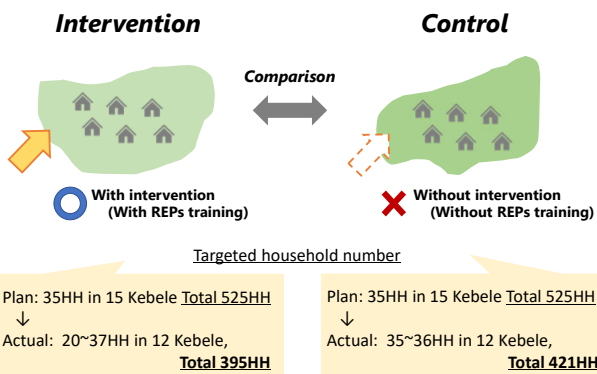 Intervention
Control
Comparison
With intervention
(With REPs training)
Without intervention
(Without REPs training)
Targeted household number
Plan: 35HH in 15 Kebele Total 525HH
↓
Actual: 20~37HH in 12 Kebele,
Total 395HH
Plan: 35HH in 15 Kebele Total 525HH
↓
Actual: 35~36HH in 12 Kebele,
Total 421HH